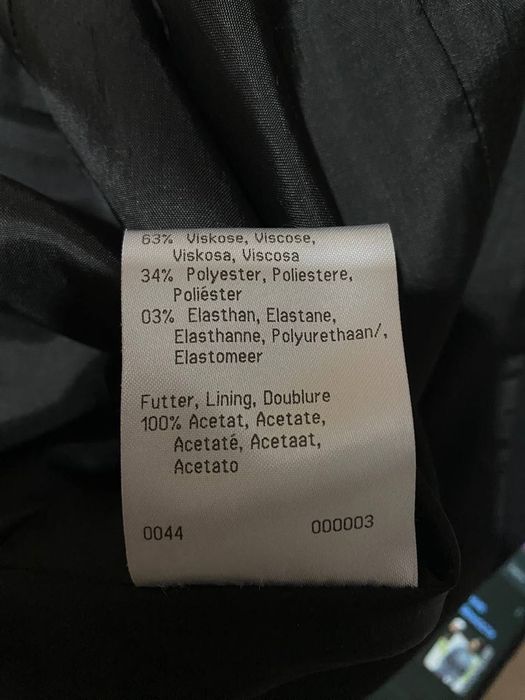 63% Viskose, Viscose,
Viskosa, Viscosa
34% Polyester, Poliestere,
Poliéster
03% Elasthan, Elastane,
Elasthanne, Polyurethaan/,
Elastomeer
Futter, Lining, Doublure
100% Acetat, Acetate,
Acetaté, Acetaat,
Acetato
0044 000003